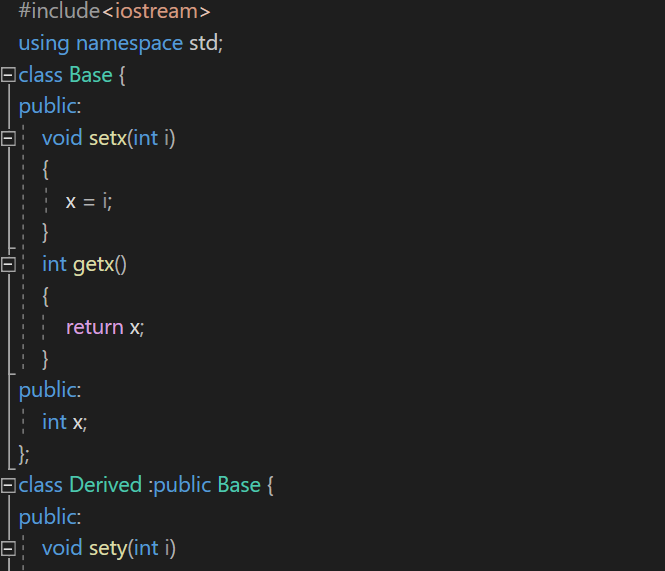 #include<iostream>
using namespace std;
class Base {
public:
void setx(int i)
{
x = i;
}
int getx()
{
return x;
}
public:
int x;
};
class Derived :public Base {
public:
void sety(int i)